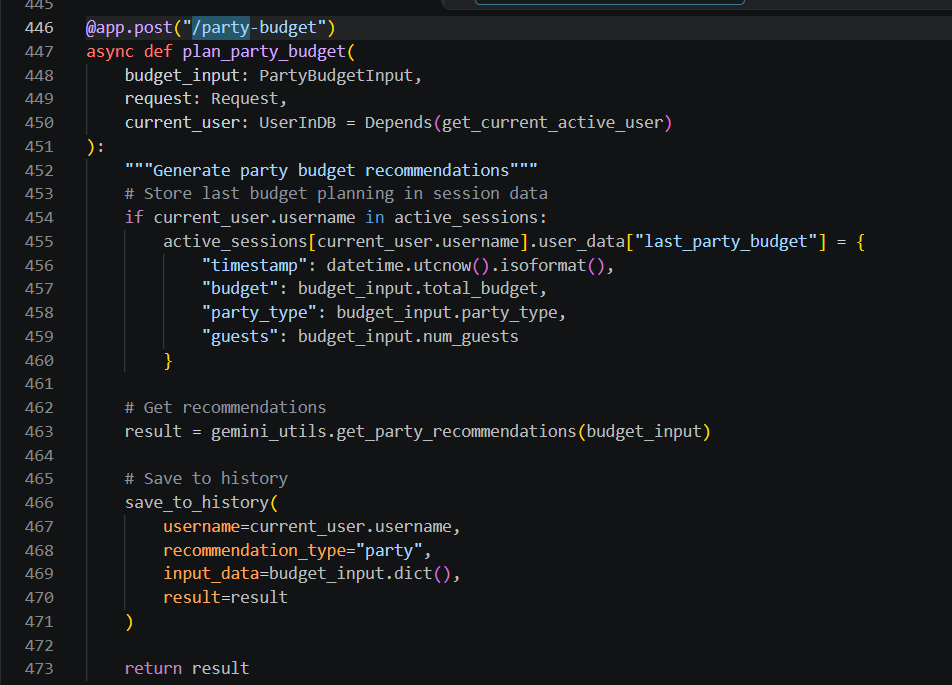 445
446 @app.post("/party-budget")
447 async def plan_party_budget(
448     budget_input: PartyBudgetInput,
449     request: Request,
450     current_user: UserInDB = Depends(get_current_active_user)
451 ):
452     """Generate party budget recommendations"""
453     # Store last budget planning in session data
454     if current_user.username in active_sessions:
455         active_sessions[current_user.username].user_data["last_party_budget"] = {
456             "timestamp": datetime.utcnow().isoformat(),
457             "budget": budget_input.total_budget,
458             "party_type": budget_input.party_type,
459             "guests": budget_input.num_guests
460         }
461
462     # Get recommendations
463     result = gemini_utils.get_party_recommendations(budget_input)
464
465     # Save to history
466     save_to_history(
467         username=current_user.username,
468         recommendation_type="party",
469         input_data=budget_input.dict(),
470         result=result
471     )
472
473     return result